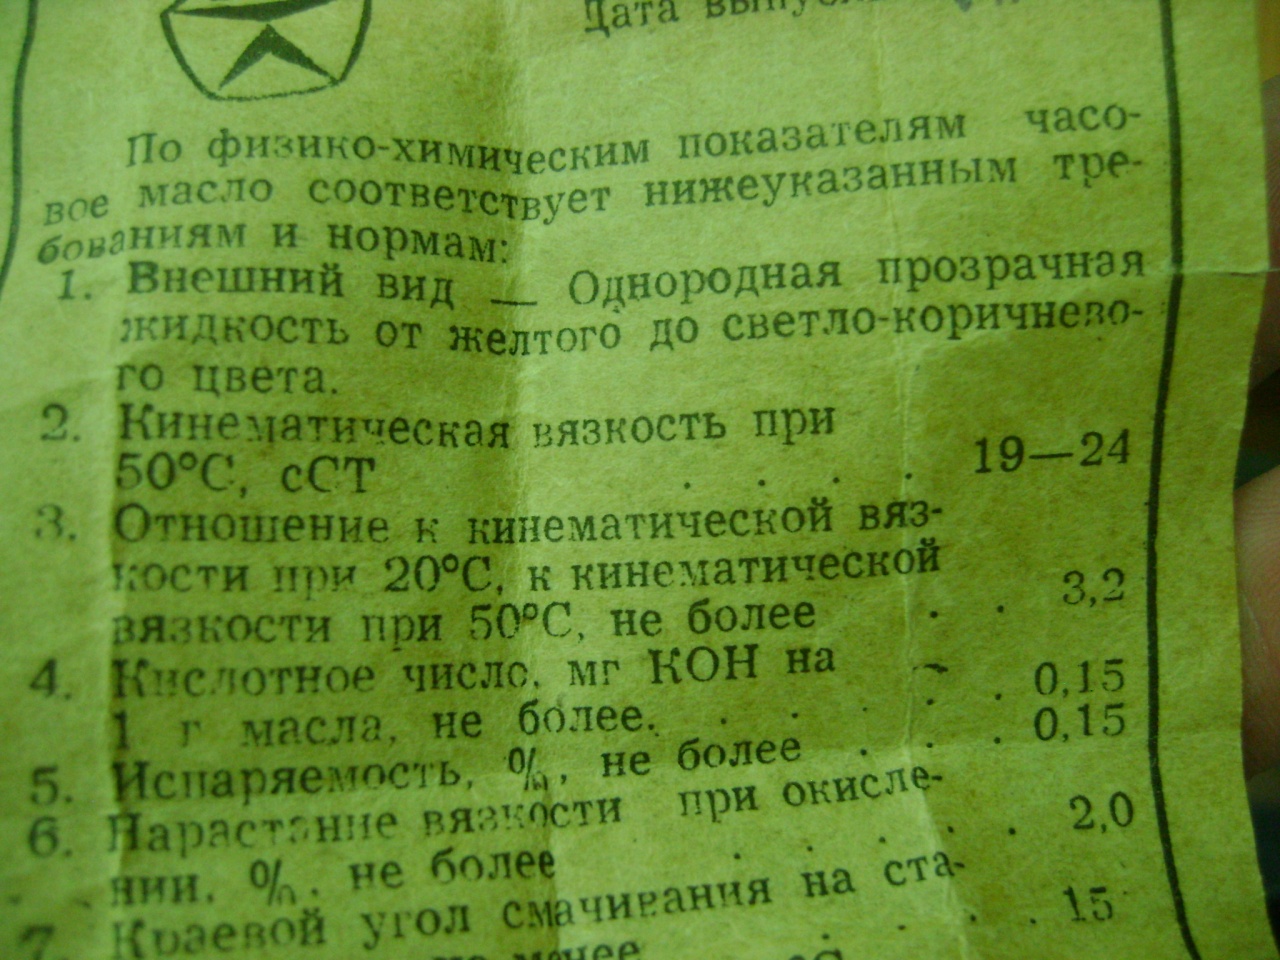 Дата
По физико-химическим показателям часо-
вое масло соответствует нижеуказанным тре-
бованиям и нормам:
1. Внешний вид — Однородная прозрачная
жидкость от желтого до светло-коричнево-
го цвета.
2. Кинематическая вязкость при
50°С, сСТ . . . . 19—24
3. Отношение к кинематической вяз-
кости при 20°С, к кинематической
вязкости при 50°С, не более . . 3,2
4. Кислотное число, мг КОН на
1 г масла, не более. . . . . 0,15
5. Испаряемость, %, не более . . . 0,15
6. Нарастание вязкости при окисле-
нии, %, не более . . . . . 2,0
7. Краевой угол смачивания на ста-
не менее . . . . 15